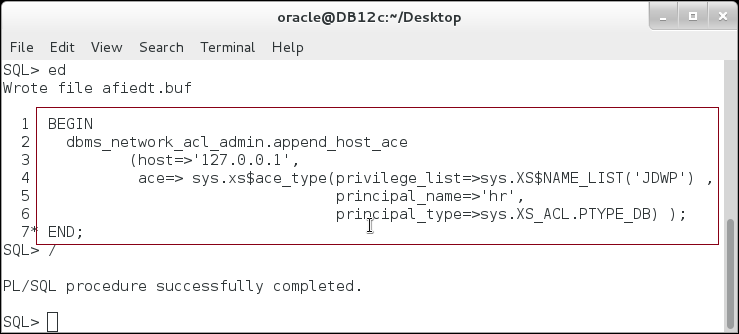 oracle@DB12c:~/Desktop
File Edit View Search Terminal Help
SQL> ed
Wrote file afiedt.buf
1 BEGIN
2 dbms_network_acl_admin.append_host_ace
3 (host=>'127.0.0.1',
4 ace=> sys.xs$ace_type(privilege_list=>sys.XS$NAME_LIST('JDWP') ,
5 principal_name=>'hr',
6 principal_type=>sys.XS_ACL.PTYPE_DB) );
7* END;
SQL> /
PL/SQL procedure successfully completed.
SQL>